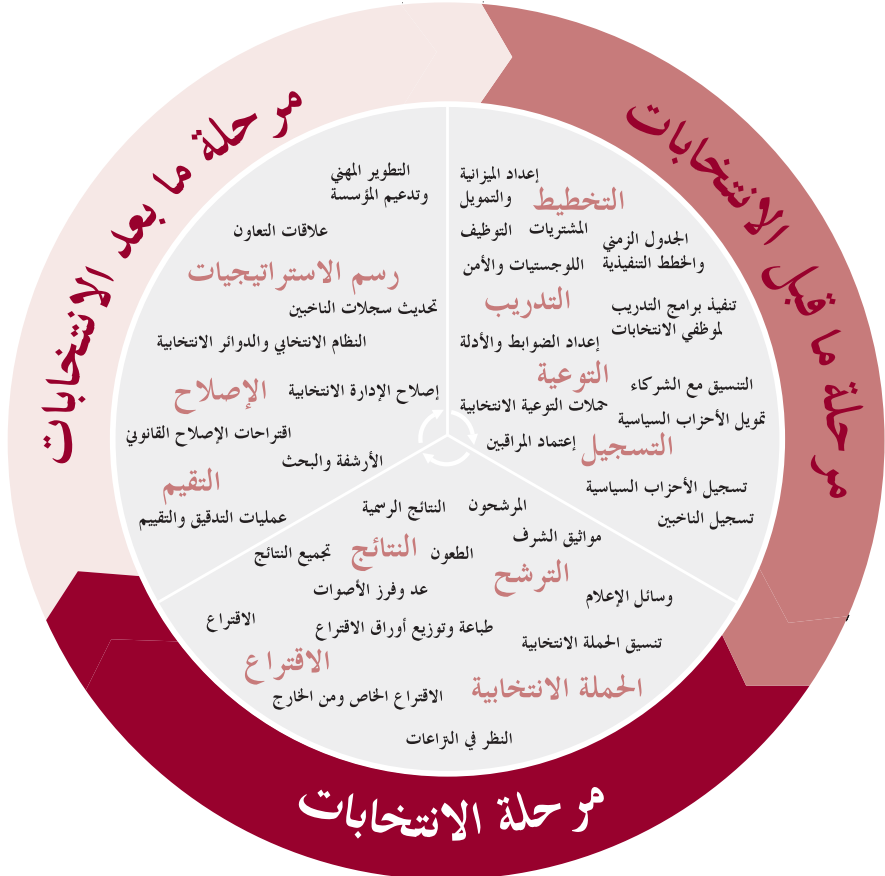 مرحلة ما قبل الانتخابات
إعداد الميزانية
والتمويل
التخطيط
المشتريات
التوظيف
الجدول الزمني
والخطط التنفيذية
اللوجستيات والأمن
التدريب
تنفيذ برامج التدريب
لموظفي الانتخابات
إعداد الضوابط والأدلة
التوعية
التنسيق مع الشركاء
حملات التوعية الانتخابية
تمويل الأحزاب السياسية
التسجيل
إعتماد المراقبين
تسجيل الأحزاب السياسية
تسجيل الناخبين
مرحلة الانتخابات
المرشحون
النتائج الرسمية
مواثيق الشرف
الطعون
النتائج
تجميع النتائج
الترشح
وسائل الإعلام
عد وفرز الأصوات
طباعة وتوزيع أوراق الاقتراع
الاقتراع
تنسيق الحملة الانتخابية
الاقتراع
الحملة الانتخابية
الاقتراع الخاص ومن الخارج
النظر في النزاعات
مرحلة ما بعد الانتخابات
التطوير المهني
وتدعيم المؤسسة
علاقات التعاون
رسم الاستراتيجيات
تحديث سجلات الناخبين
النظام الانتخابي والدوائر الانتخابية
إصلاح الإدارة الانتخابية
الإصلاح
اقتراحات الإصلاح القانوني
الأرشفة والبحث
التقيم
عمليات التدقيق والتقييم